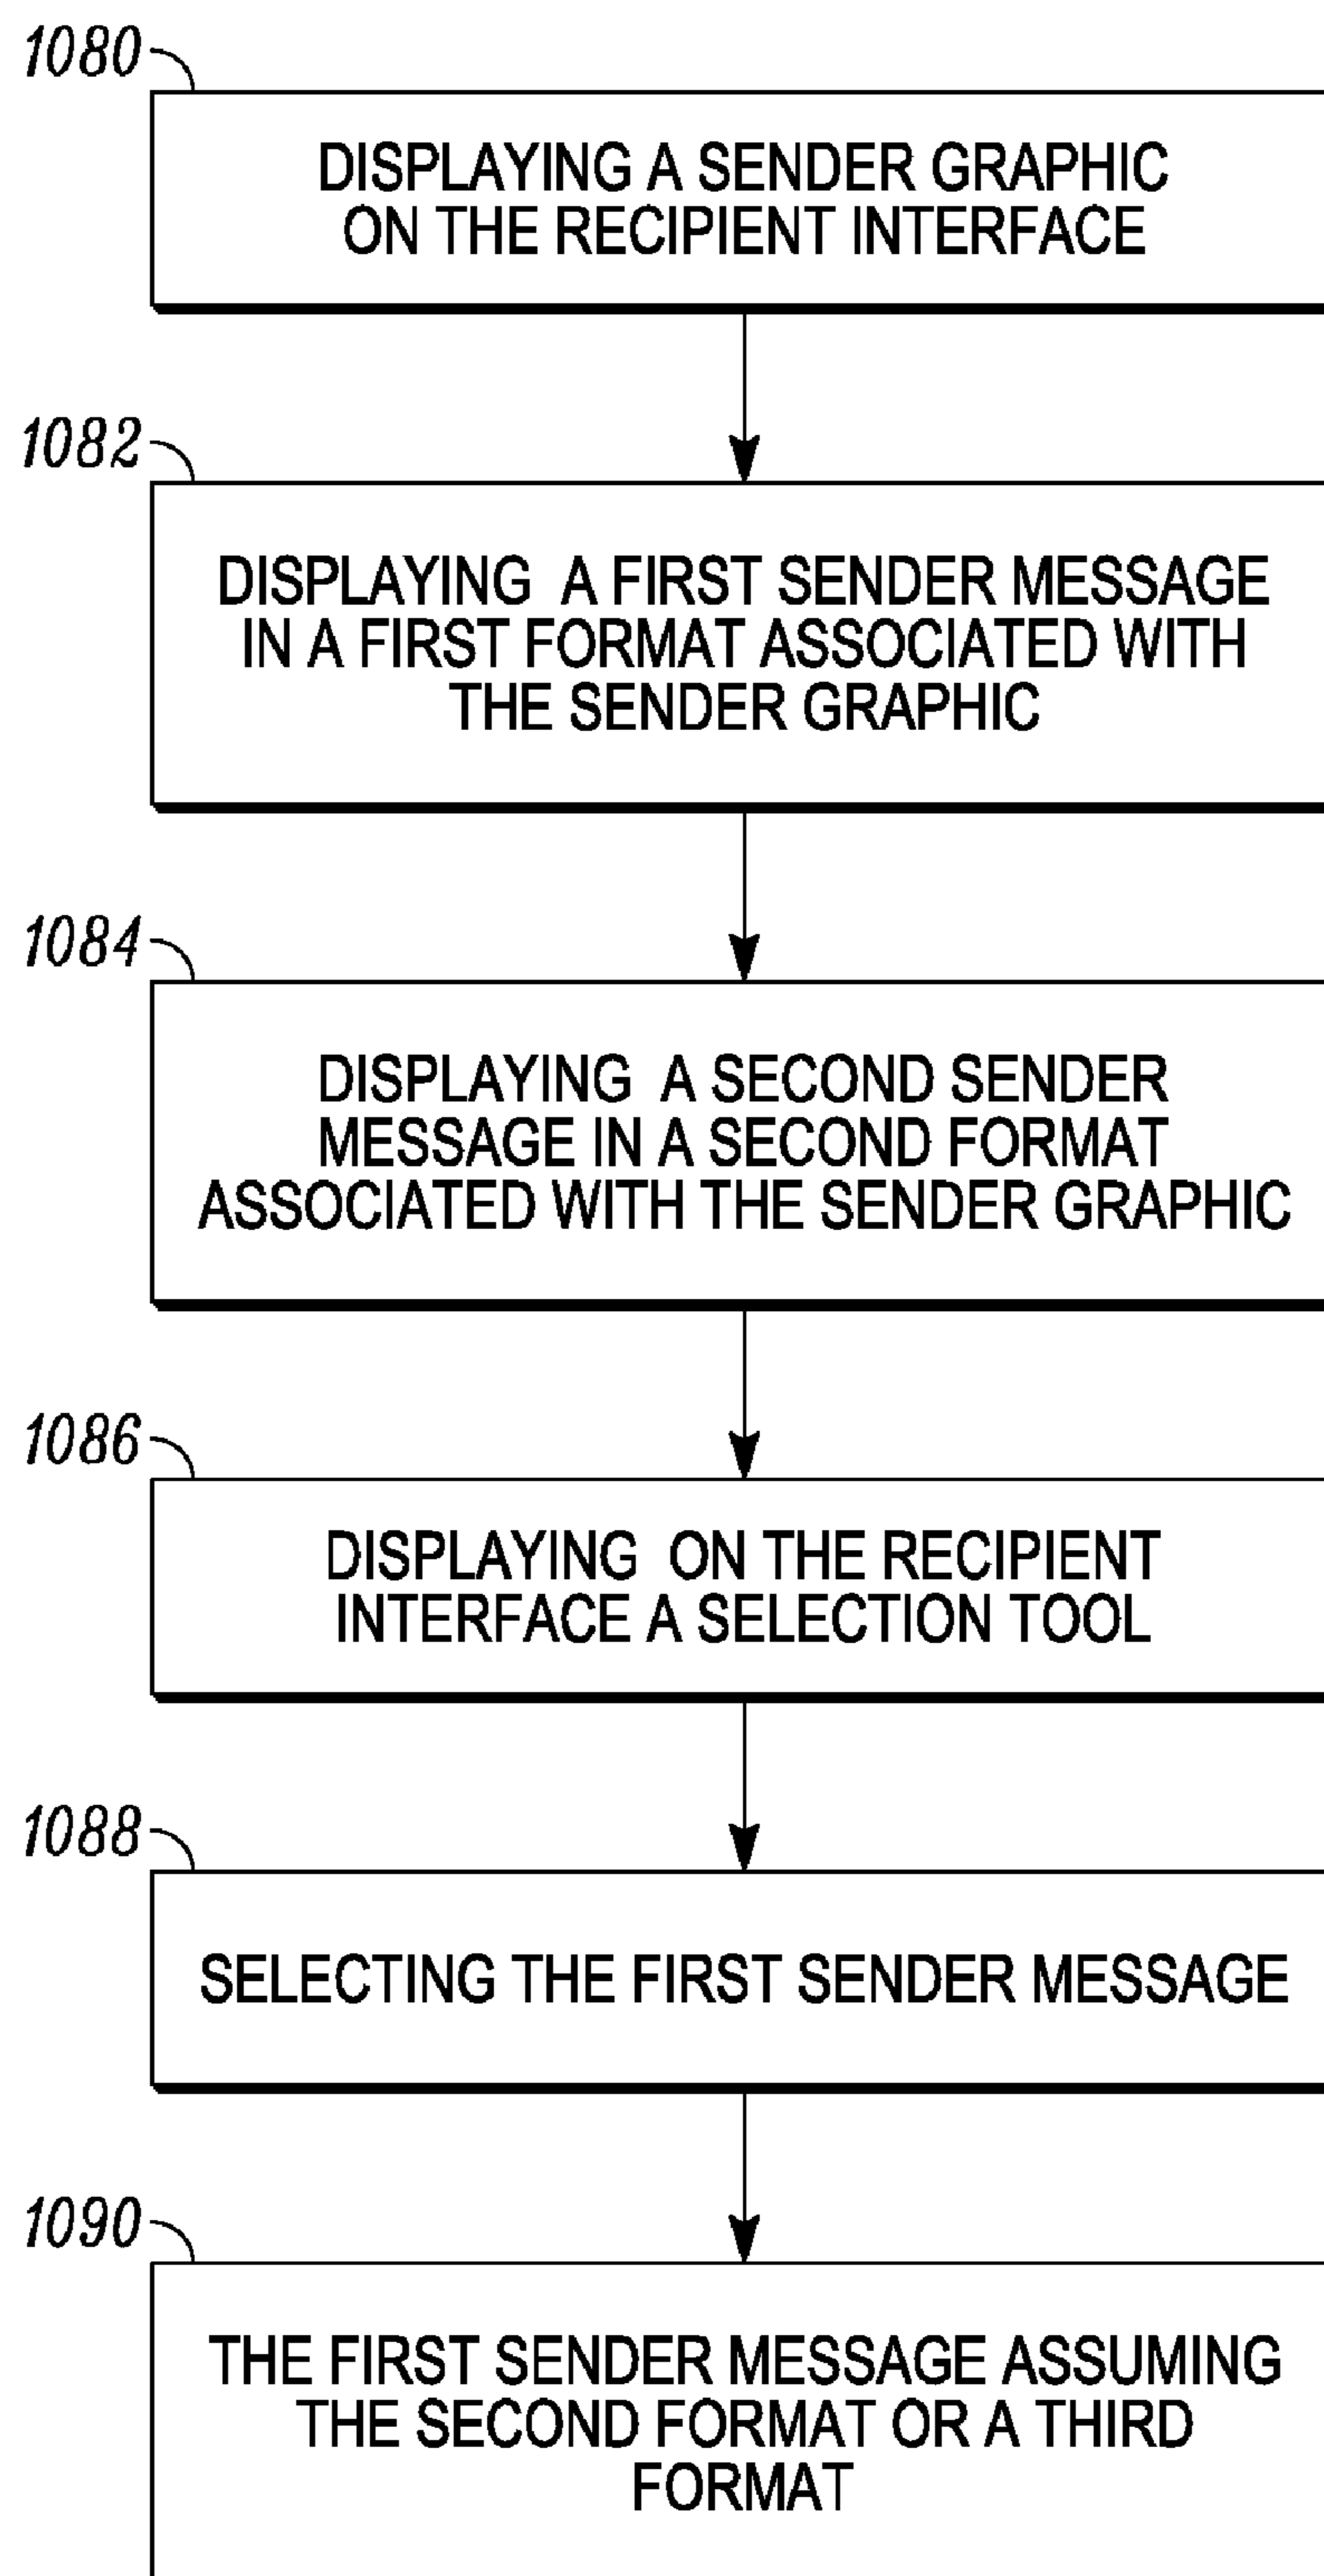 1080
DISPLAYING A SENDER GRAPHIC
ON THE RECIPIENT INTERFACE
1082
DISPLAYING A FIRST SENDER MESSAGE
IN A FIRST FORMAT ASSOCIATED WITH
THE SENDER GRAPHIC
1084
DISPLAYING A SECOND SENDER
MESSAGE IN A SECOND FORMAT
ASSOCIATED WITH THE SENDER GRAPHIC
1086
DISPLAYING ON THE RECIPIENT
INTERFACE A SELECTION TOOL
1088
SELECTING THE FIRST SENDER MESSAGE
1090
THE FIRST SENDER MESSAGE ASSUMING
THE SECOND FORMAT OR A THIRD
FORMAT